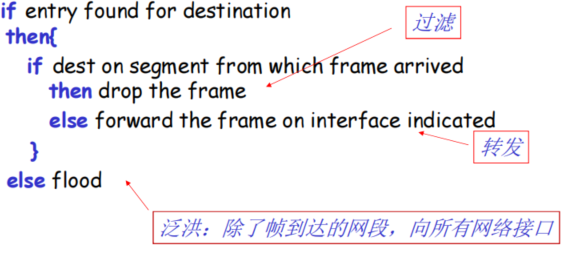 if entry found for destination
过滤
then{
if dest on segment from which frame arrived
then drop the frame
else forward the frame on interface indicated
转发
}
else flood
泛洪：除了帧到达的网段，向所有网络接口